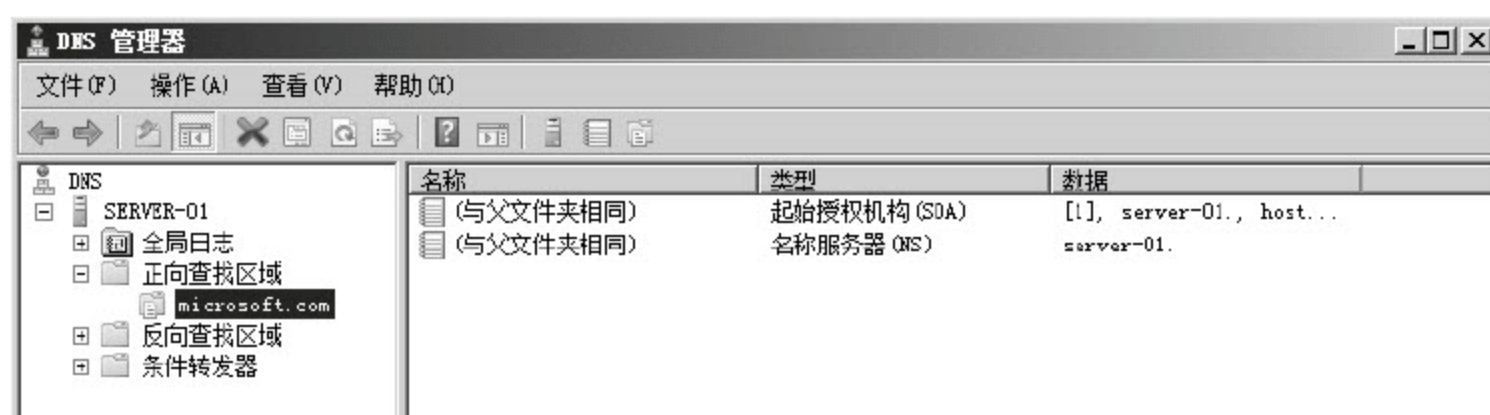 DNS 管理器
文件(F) 操作(A) 查看(V) 帮助(H)
DNS
SERVER-01
全局日志
正向查找区域
microsoft.com
反向查找区域
条件转发器
名称 类型 数据
(与父文件夹相同) 起始授权机构(SOA) [1], server-01., host...
(与父文件夹相同) 名称服务器(NS) server-01.